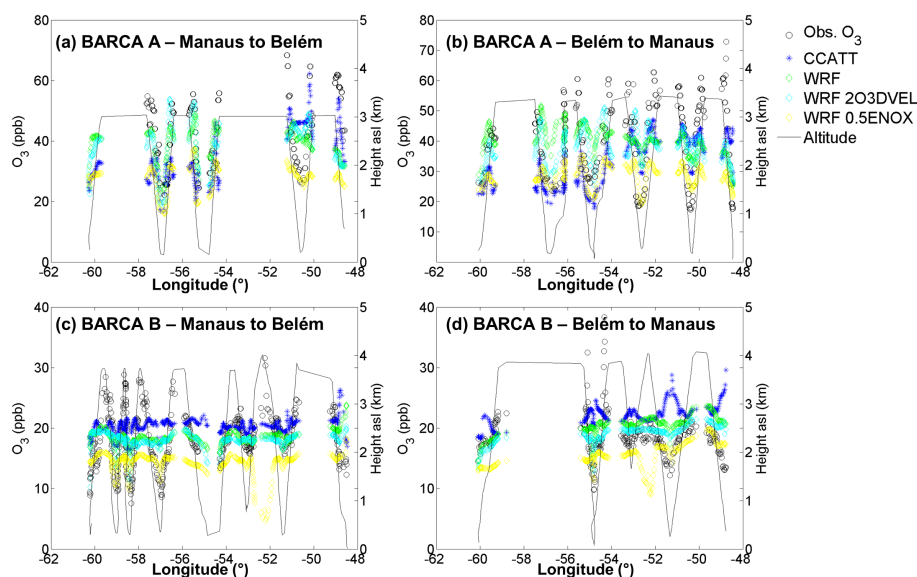 (a) BARCA A – Manaus to Belém
O3 (ppb)
80
60
40
20
0
Height asl (km)
5
4
3
2
1
0
-62 -60 -58 -56 -54 -52 -50 -48
Longitude (°)
(b) BARCA A – Belém to Manaus
80
70
60
50
40
30
20
10
Height asl (km)
5
4
3
2
1
0
-62 -60 -58 -56 -54 -52 -50 -48
Longitude (°)
Obs. O3
CCATT
WRF
WRF 2O3DVEL
WRF 0.5ENOX
Altitude
(c) BARCA B – Manaus to Belém
O3 (ppb)
40
30
20
10
0
Height asl (km)
5
4
3
2
1
0
-62 -60 -58 -56 -54 -52 -50 -48
Longitude (°)
(d) BARCA B – Belém to Manaus
O3 (ppb)
40
30
20
10
0
Height asl (km)
5
4
3
2
1
0
-62 -60 -58 -56 -54 -52 -50 -48
Longitude (°)